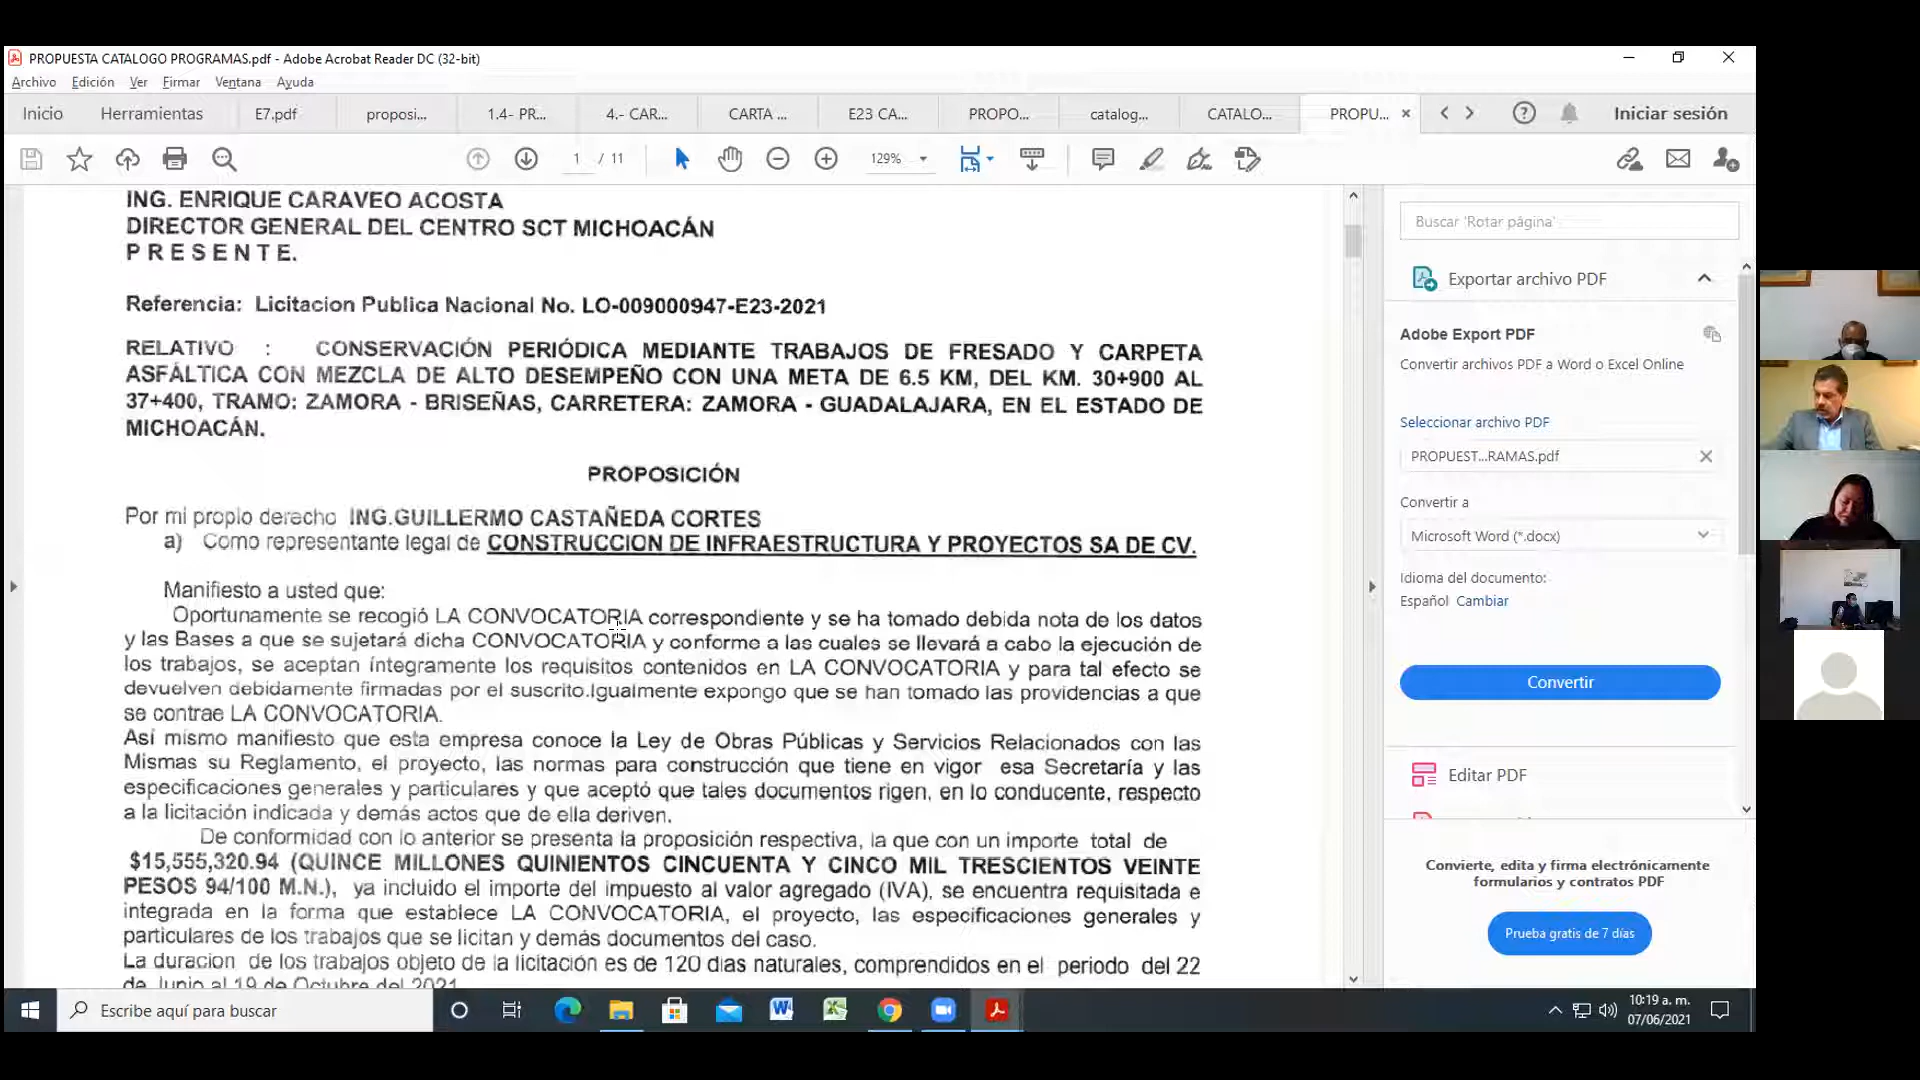 PROPUESTA CATALOGO PROGRAMAS.pdf - Adobe Acrobat Reader DC (32-bit)
Archivo Edición Ver Ventana Firmar Ayuda
Inicio Herramientas E7.pdf proposi... 1.4- PR... 4.- CAR... CARTA ... E23 CA... PROPO... catalog... CATALO... PROPU... Iniciar sesión
1 / 11 129%
ING. ENRIQUE CARAVEO ACOSTA
DIRECTOR GENERAL DEL CENTRO SCT MICHOACÁN
P R E S E N T E.
Referencia: Licitacion Publica Nacional No. LO-009000947-E23-2021
RELATIVO : CONSERVACIÓN PERIÓDICA MEDIANTE TRABAJOS DE FRESADO Y CARPETA
ASFÁLTICA CON MEZCLA DE ALTO DESEMPEÑO CON UNA META DE 6.5 KM, DEL KM. 30+900 AL
37+400, TRAMO: ZAMORA - BRISEÑAS, CARRETERA: ZAMORA - GUADALAJARA, EN EL ESTADO DE
MICHOACÁN.
PROPOSICIÓN
Por mi propio derecho ING.GUILLERMO CASTAÑEDA CORTES
a) Como representante legal de CONSTRUCCION DE INFRAESTRUCTURA Y PROYECTOS SA DE CV.
Manifiesto a usted que:
Oportunamente se recogió LA CONVOCATORIA correspondiente y se ha tomado debida nota de los datos
y las Bases a que se sujetará dicha CONVOCATORIA y conforme a las cuales se llevará a cabo la ejecución de
los trabajos, se aceptan íntegramente los requisitos contenidos en LA CONVOCATORIA y para tal efecto se
devuelven debidamente firmadas por el suscrito.Igualmente expongo que se han tomado las providencias a que
se contrae LA CONVOCATORIA.
Así mismo manifiesto que esta empresa conoce la Ley de Obras Públicas y Servicios Relacionados con las
Mismas su Reglamento, el proyecto, las normas para construcción que tiene en vigor esa Secretaría y las
especificaciones generales y particulares y que aceptó que tales documentos rigen, en lo conducente, respecto
a la licitación indicada y demás actos que de ella deriven.
De conformidad con lo anterior se presenta la proposición respectiva, la que con un importe total de
$15,555,320.94 (QUINCE MILLONES QUINIENTOS CINCUENTA Y CINCO MIL TRESCIENTOS VEINTE
PESOS 94/100 M.N.), ya incluido el importe del impuesto al valor agregado (IVA), se encuentra requisitada e
integrada en la forma que establece LA CONVOCATORIA, el proyecto, las especificaciones generales y
particulares de los trabajos que se licitan y demás documentos del caso.
La duracion de los trabajos objeto de la licitación es de 120 dias naturales, comprendidos en el periodo del 22
de Junio al 19 de Octubre del 2021
Buscar 'Rotar página'
Exportar archivo PDF
Adobe Export PDF
Convertir archivos PDF a Word o Excel Online
Seleccionar archivo PDF
PROPUEST...RAMAS.pdf
Convertir a
Microsoft Word (*.docx)
Idioma del documento:
Español Cambiar
Convertir
Editar PDF
Convierte, edita y firma electrónicamente
formularios y contratos PDF
Prueba gratis de 7 días
Escribe aquí para buscar
10:19 a. m.
07/06/2021